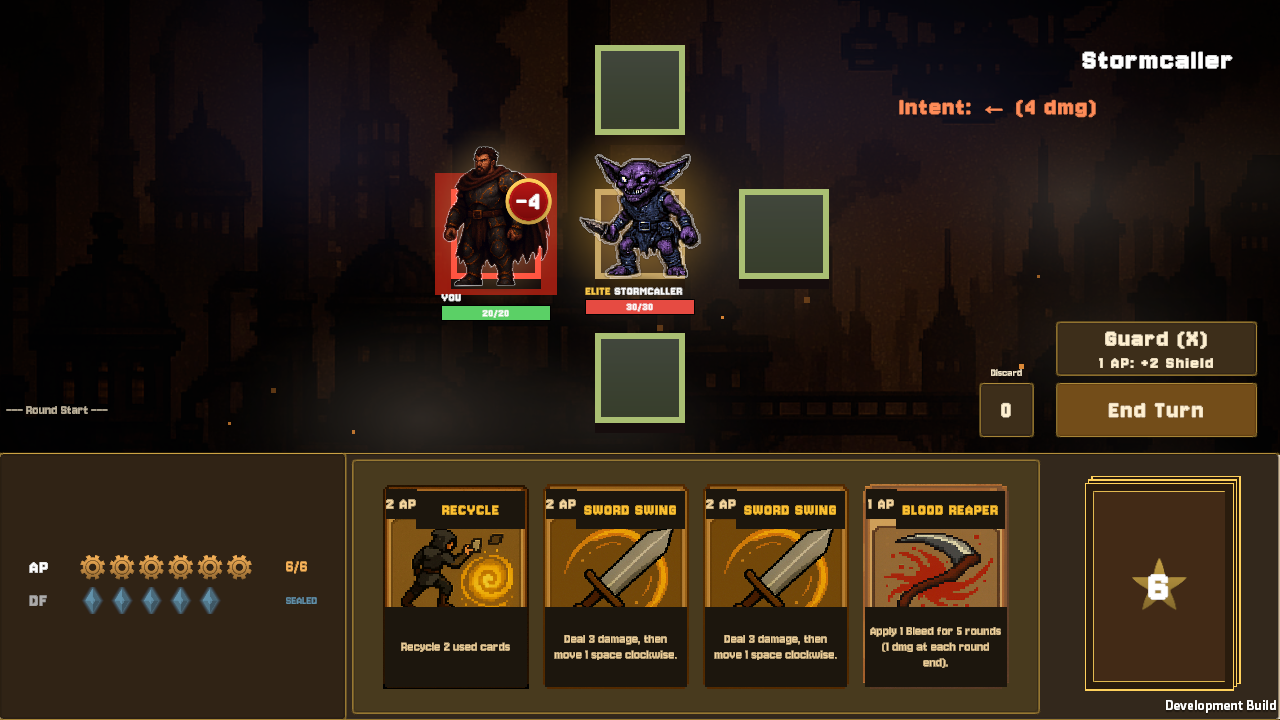 Stormcaller
Intent: ← (4 dmg)
-4
YOU
20/20
ELITE STORMCALLER
30/30
Guard (X)
1 AP: +2 Shield
Discard
0
End Turn
--- Round Start ---
AP
6/6
DF
SEALED
2 AP
RECYCLE
Recycle 2 used cards
2 AP
SWORD SWING
Deal 3 damage, then
move 1 space clockwise.
2 AP
SWORD SWING
Deal 3 damage, then
move 1 space clockwise.
1 AP
BLOOD REAPER
Apply 1 Bleed for 5 rounds
(1 dmg at each round
end).
6
Development Build